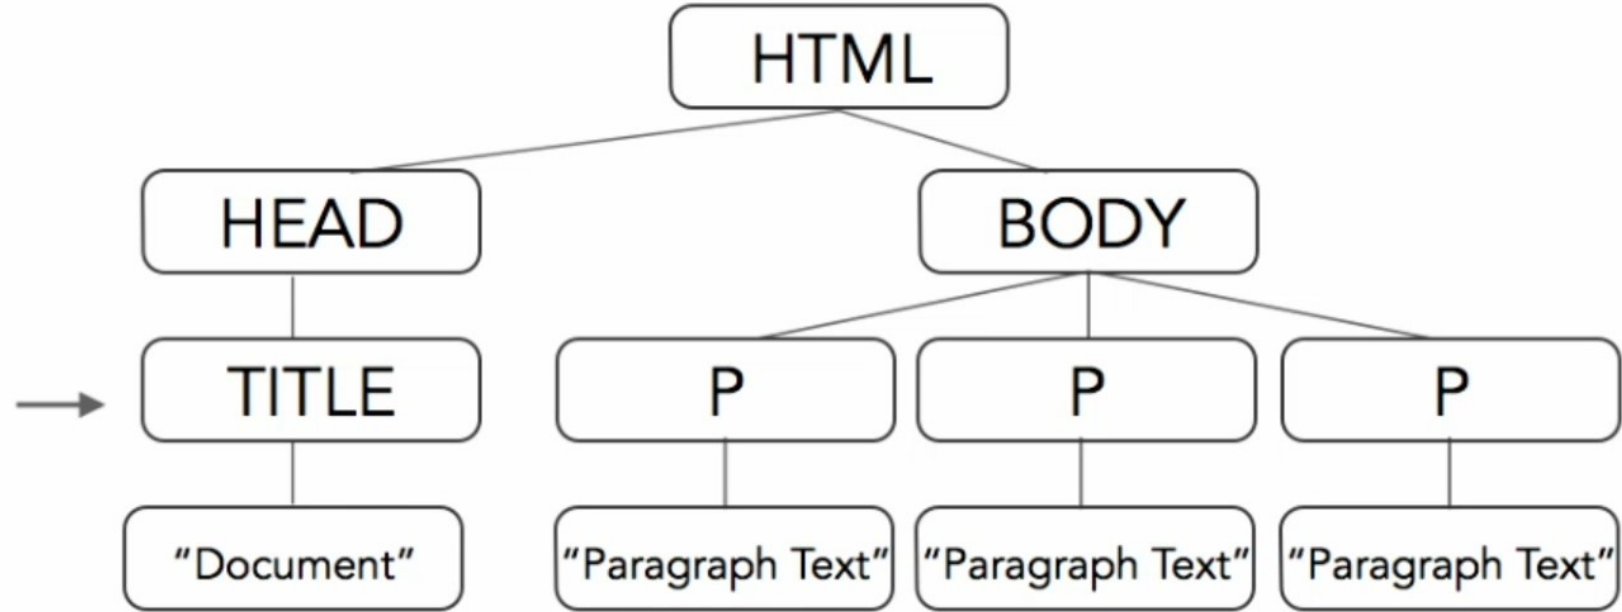 HTML
HEAD
BODY
TITLE
P
P
P
“Document”
“Paragraph Text”
“Paragraph Text”
“Paragraph Text”